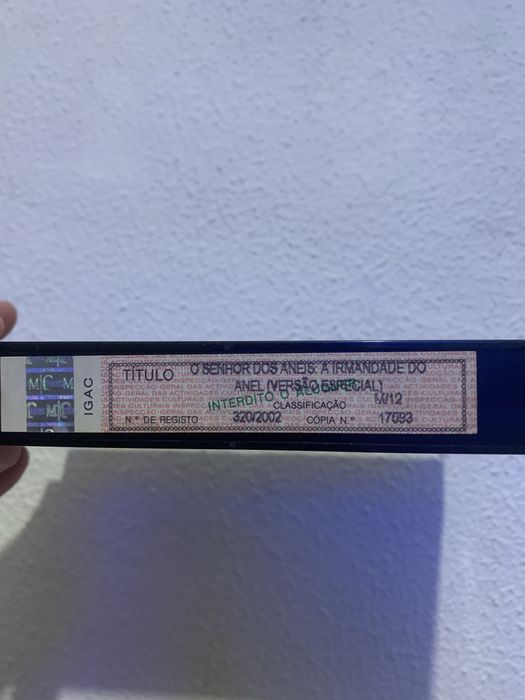 IGAC
TÍTULO O SENHOR DOS ANEIS: A IRMANDADE DO
ANEL (VERSÃO ESPECIAL)
INTERDITO O ALUGUER
CLASSIFICAÇÃO M/12
N.º DE REGISTO 320/2002 CÓPIA N.º 17093